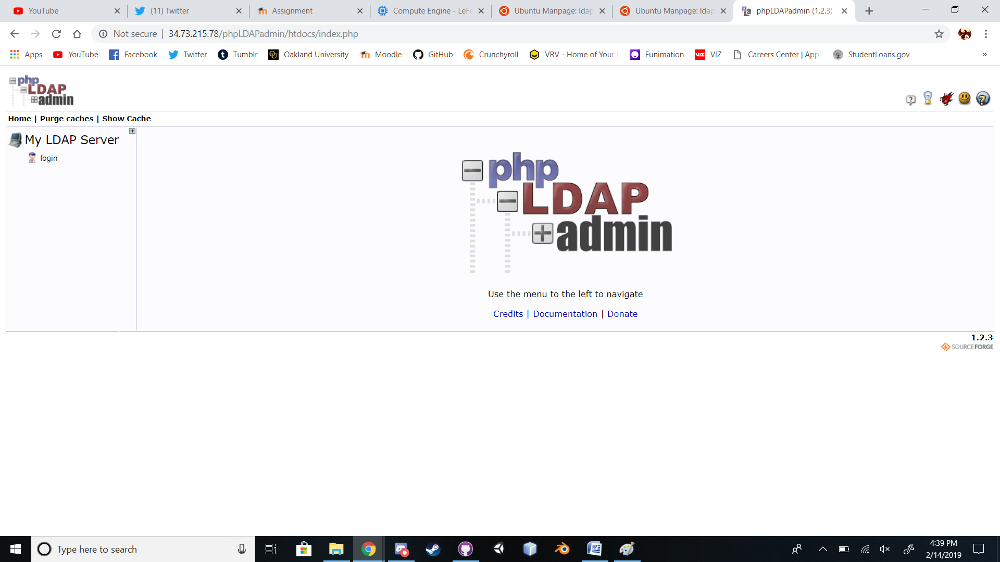 YouTube
(11) Twitter
Assignment
Compute Engine - LeFe
Ubuntu Manpage: ldap
Ubuntu Manpage: ldap
phpLDAPadmin (1.2.3)
Not secure | 34.73.215.78/phpLDAPadmin/htdocs/index.php
Apps YouTube Facebook Twitter Tumblr Oakland University Moodle GitHub Crunchyroll VRV - Home of Your Funimation VIZ Careers Center | Appl StudentLoans.gov »
php
LDAP
admin
Home | Purge caches | Show Cache
My LDAP Server
login
php
LDAP
admin
Use the menu to the left to navigate
Credits | Documentation | Donate
1.2.3
SOURCEFORGE
Type here to search
4:39 PM
2/14/2019